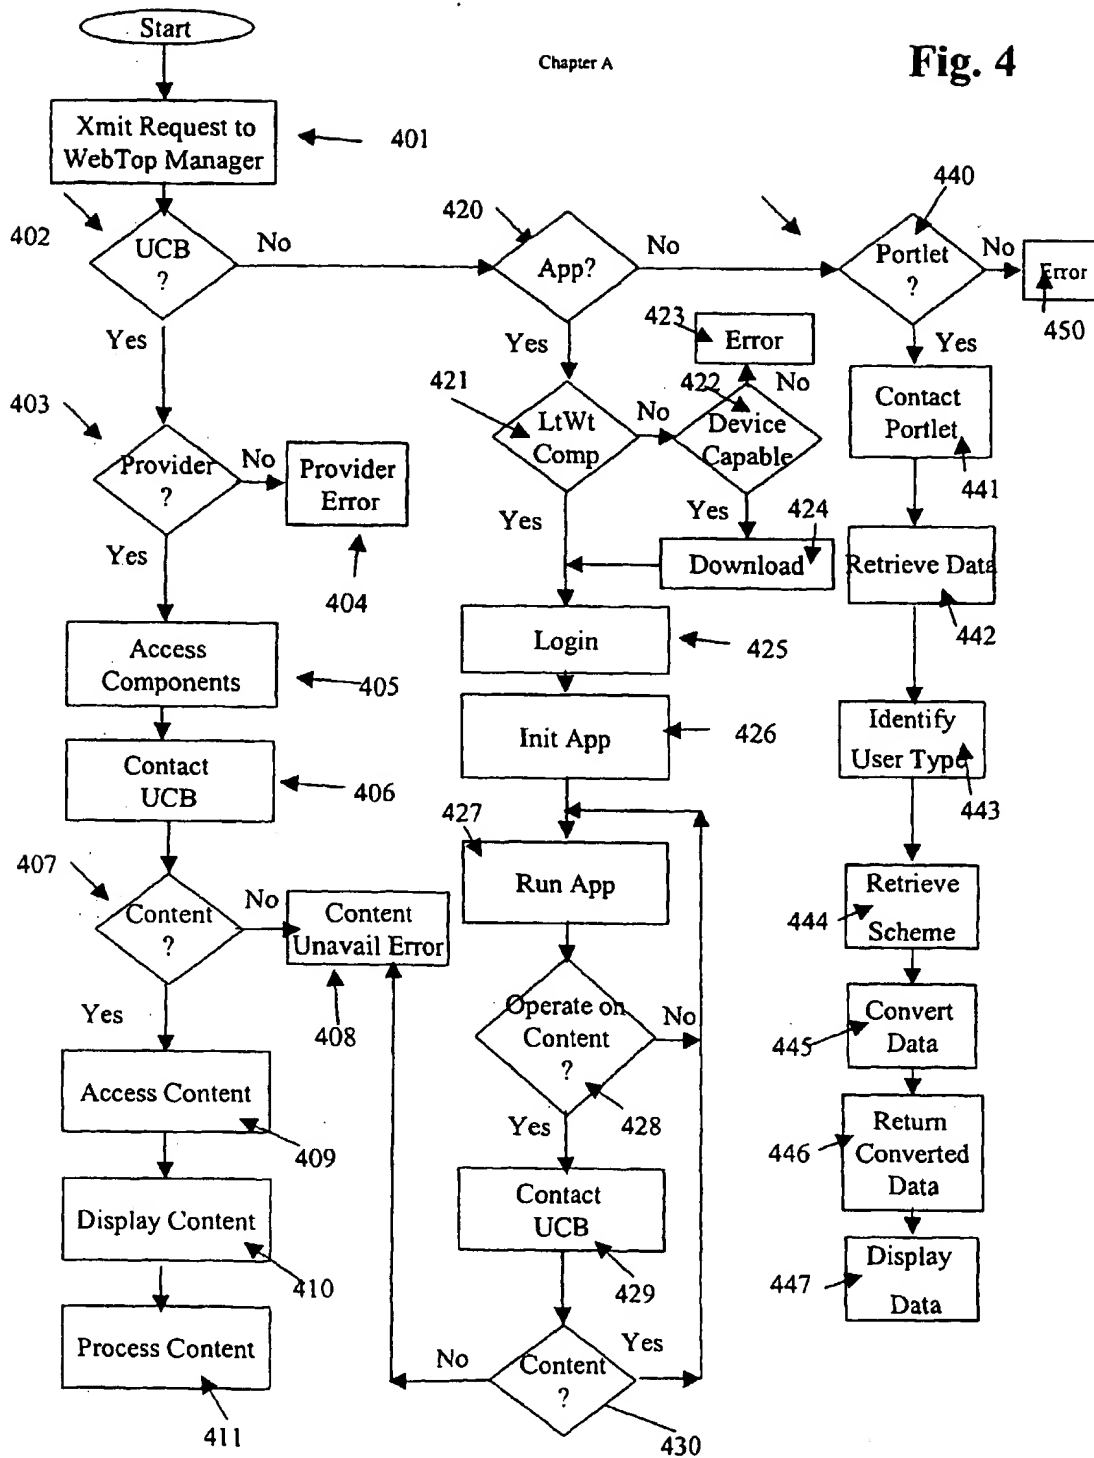 Start
Chapter A
Fig. 4
Xmit Request to
WebTop Manager
401
402
UCB
?
No
Yes
403
Provider
?
No
Provider
Error
404
Yes
Access
Components
405
Contact
UCB
406
407
Content
?
No
Content
Unavail Error
408
Yes
Access Content
409
Display Content
410
Process Content
411
420
App?
No
Yes
421
LtWt
Comp
No
422
Device
Capable
No
423
Error
Yes
424
Download
Yes
Login
425
Init App
426
427
Run App
Operate on
Content
?
No
428
Yes
Contact
UCB
429
Content
?
No
Yes
430
440
Portlet
?
No
Error
450
Yes
Contact
Portlet
441
Retrieve Data
442
Identify
User Type
443
Retrieve
Scheme
444
Convert
Data
445
Return
Converted
Data
446
Display
Data
447